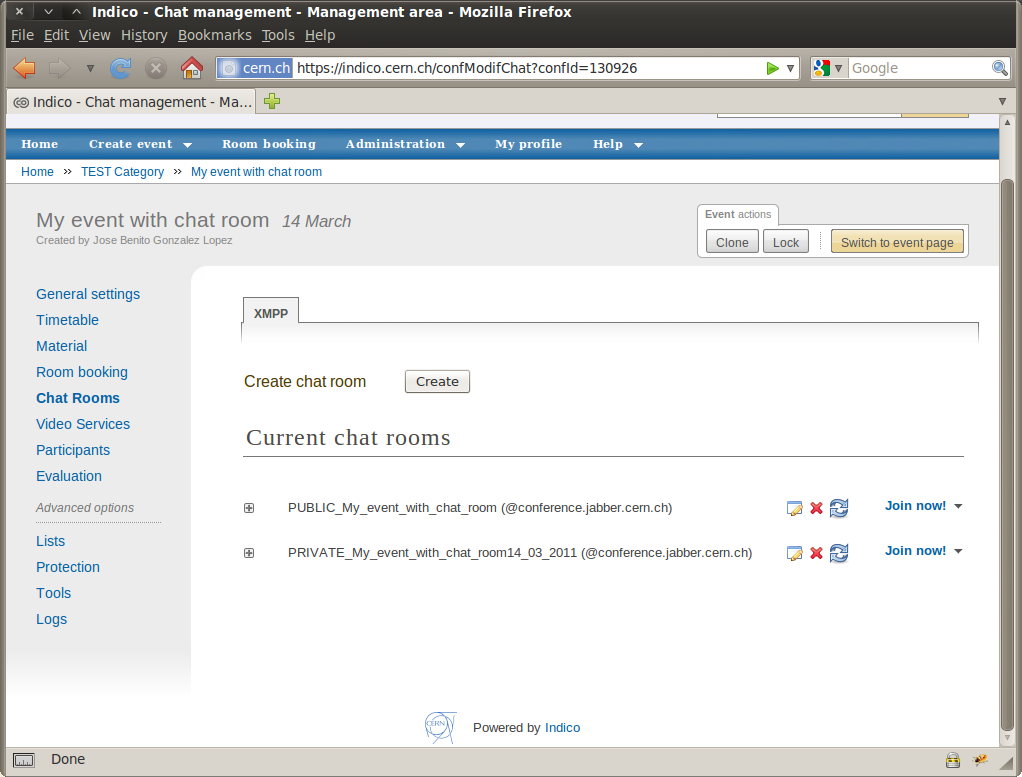 Indico - Chat management - Management area - Mozilla Firefox
File Edit View History Bookmarks Tools Help
cern.ch https://indico.cern.ch/confModifChat?confId=130926 Google
Indico - Chat management - Ma...
Home Create event Room booking Administration My profile Help
Home » TEST Category » My event with chat room
My event with chat room 14 March
Created by Jose Benito Gonzalez Lopez
Event actions
Clone Lock Switch to event page
General settings
Timetable
Material
Room booking
Chat Rooms
Video Services
Participants
Evaluation
Advanced options
Lists
Protection
Tools
Logs
XMPP
Create chat room Create
Current chat rooms
PUBLIC_My_event_with_chat_room (@conference.jabber.cern.ch) Join now!
PRIVATE_My_event_with_chat_room14_03_2011 (@conference.jabber.cern.ch) Join now!
CERN Powered by Indico
Done